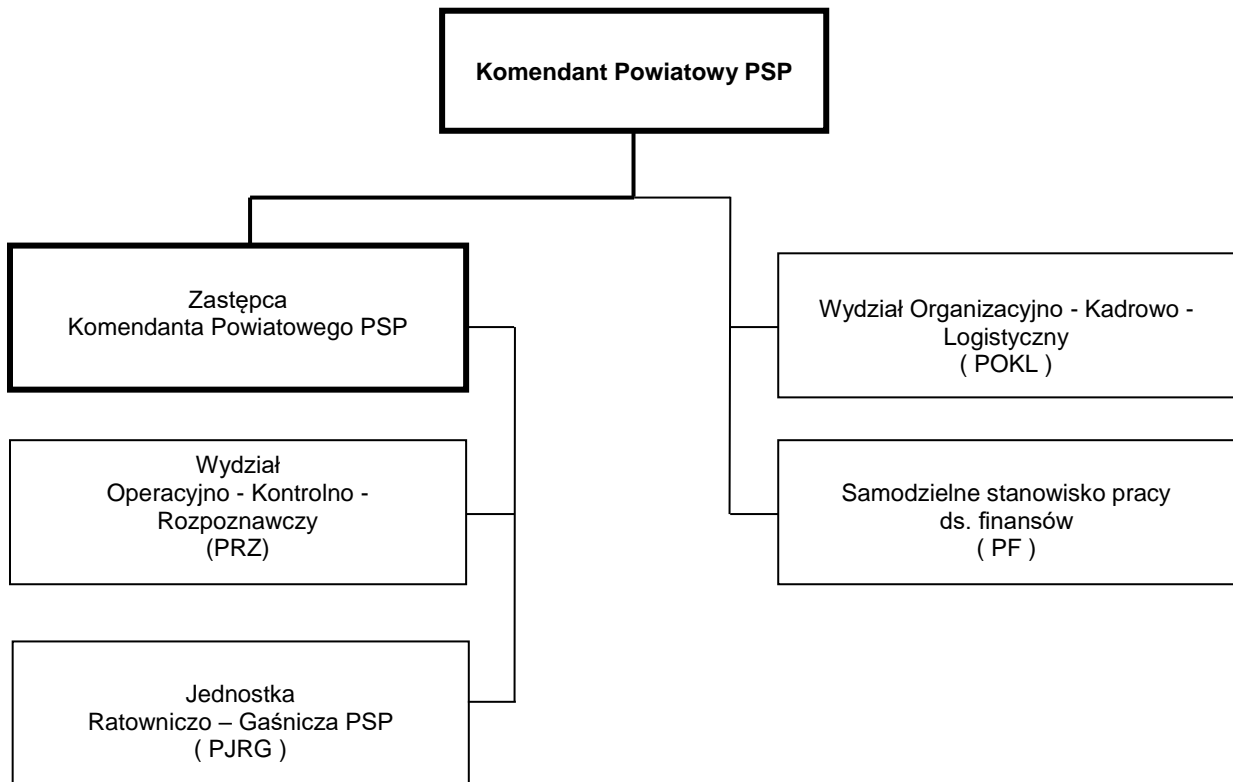 Komendant Powiatowy PSP
Zastępca
Komendanta Powiatowego PSP
Wydział Organizacyjno - Kadrowo -
Logistyczny
( POKL )
Wydział
Operacyjno - Kontrolno -
Rozpoznawczy
(PRZ)
Samodzielne stanowisko pracy
ds. finansów
( PF )
Jednostka
Ratowniczo – Gaśnicza PSP
( PJRG )